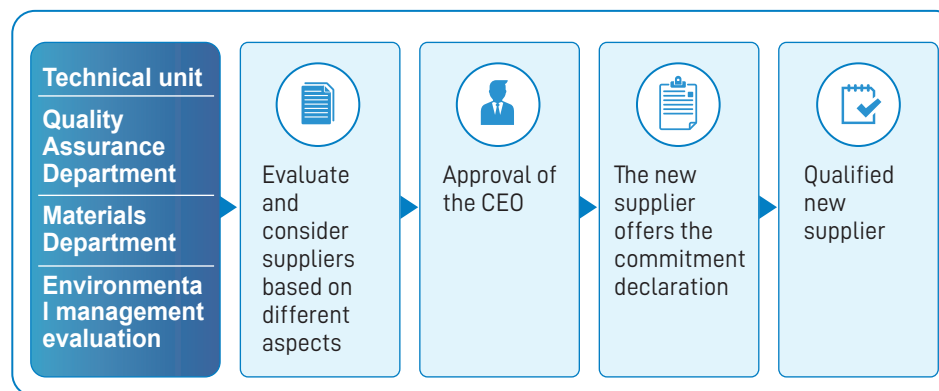 Technical unit
Quality
Assurance
Department
Materials
Department
Environmenta
l management
evaluation
Evaluate
and
consider
suppliers
based on
different
aspects
Approval of
the CEO
The new
supplier
offers the
commitment
declaration
Qualified
new
supplier